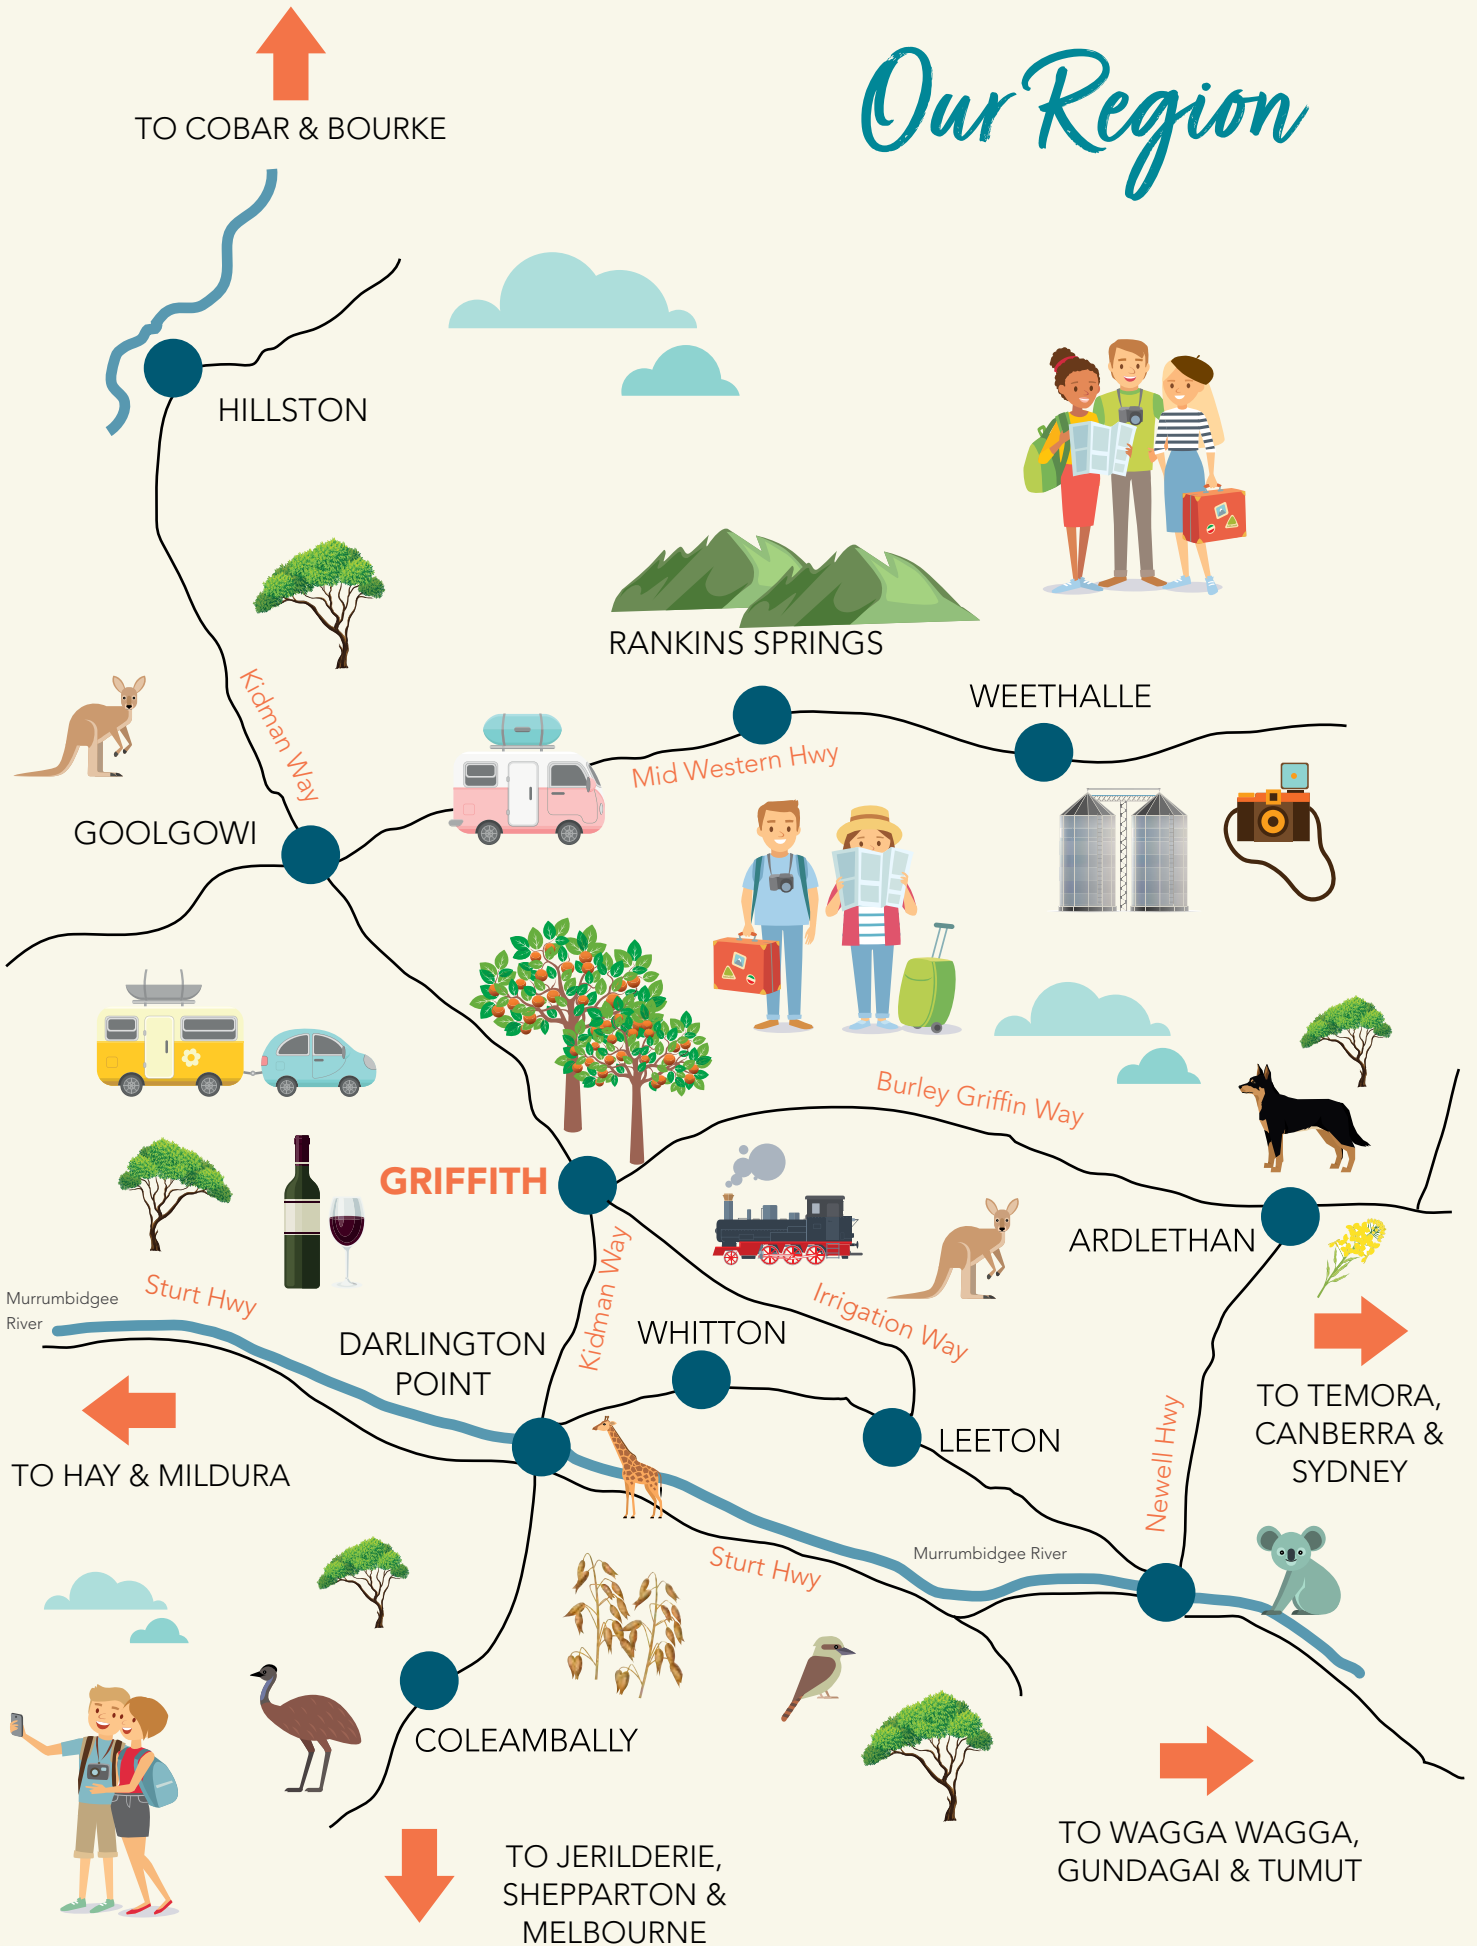 Our Region
TO COBAR & BOURKE
HILLSTON
RANKINS SPRINGS
WEETHALLE
Kidman Way
Mid Western Hwy
GOOLGOWI
Burley Griffin Way
GRIFFITH
ARDLETHAN
Kidman Way
Irrigation Way
Sturt Hwy
Murrumbidgee
River
DARLINGTON
POINT
WHITTON
LEETON
Newell Hwy
TO TEMORA,
CANBERRA &
SYDNEY
TO HAY & MILDURA
Sturt Hwy
Murrumbidgee River
COLEAMBALLY
TO WAGGA WAGGA,
GUNDAGAI & TUMUT
TO JERILDERIE,
SHEPPARTON &
MELBOURNE